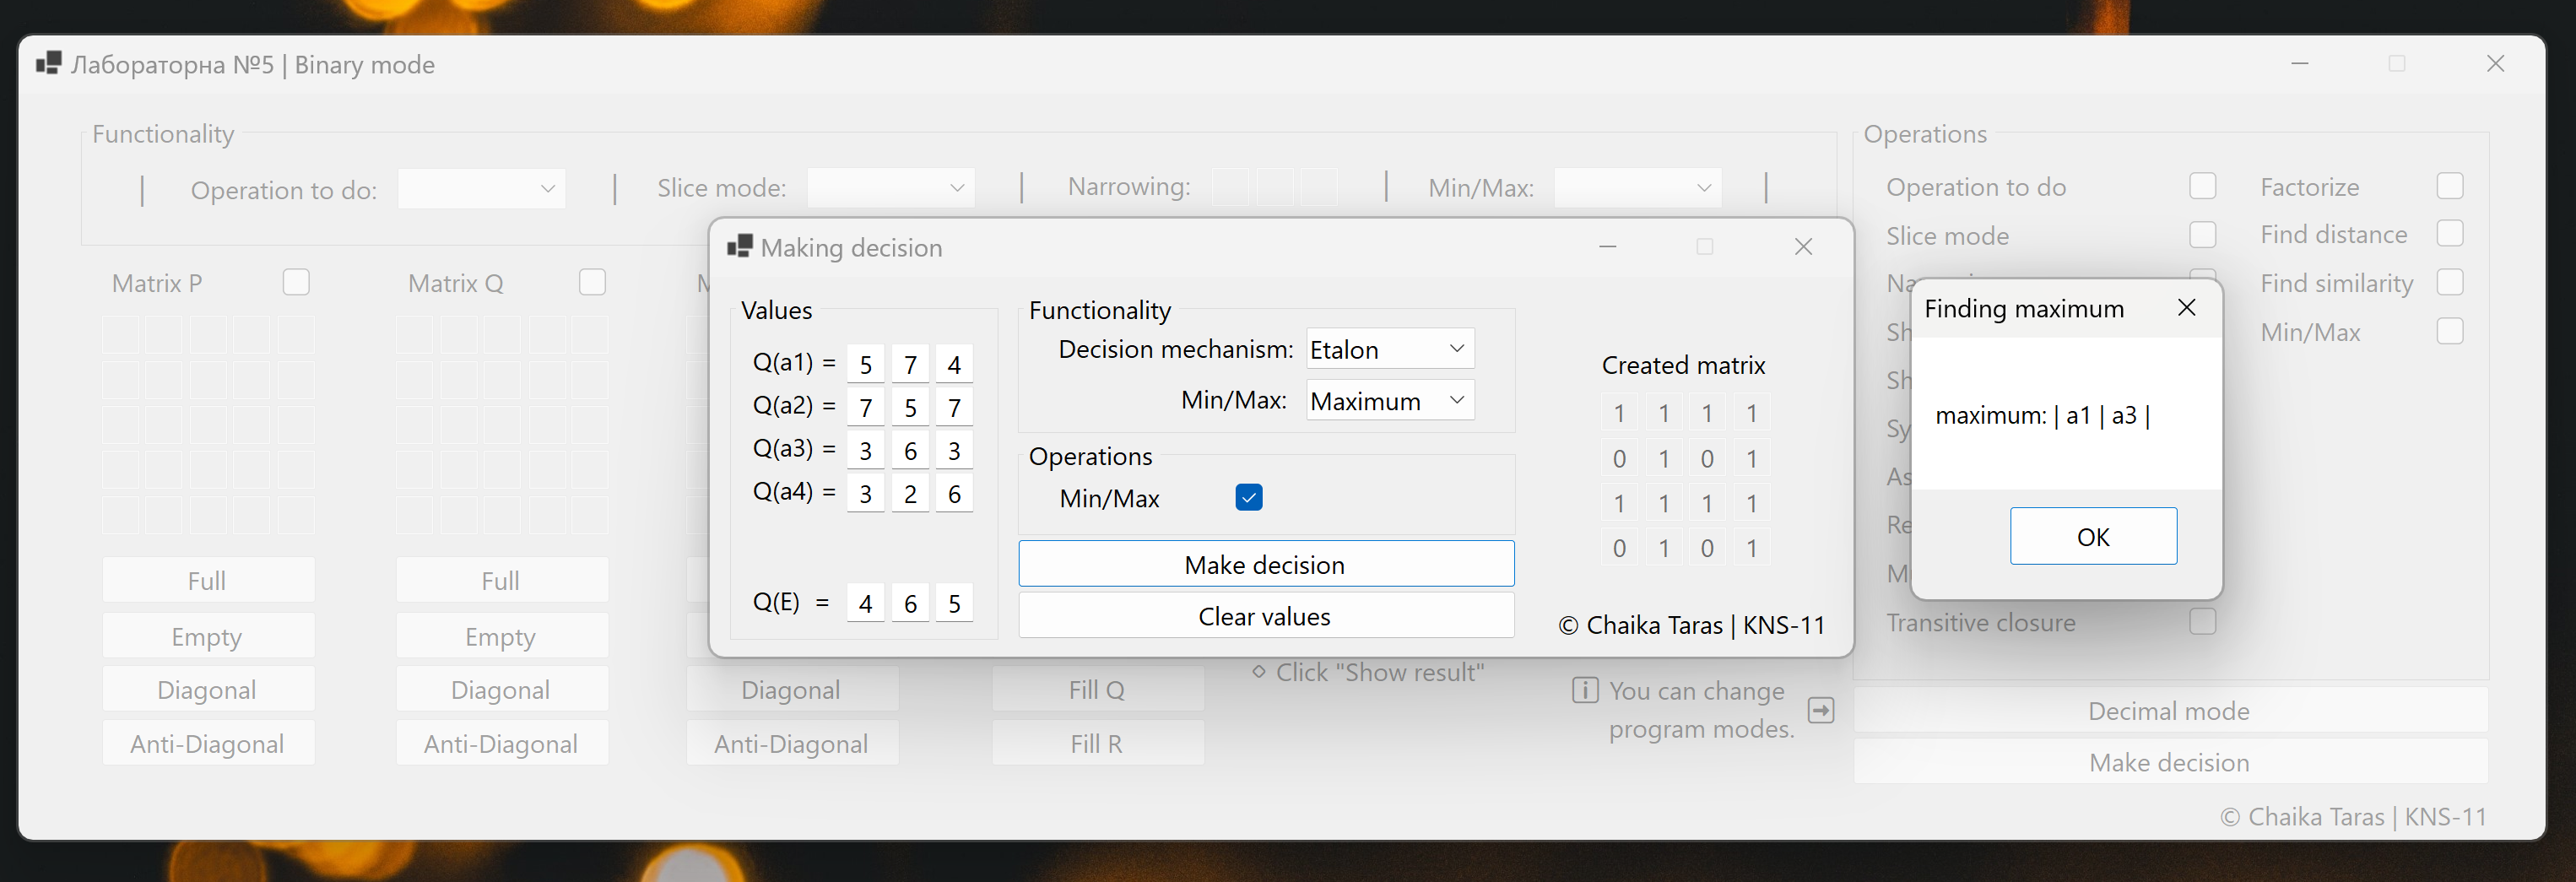 Лабораторна №5 | Binary mode
Functionality
| Operation to do: | Slice mode: | Narrowing: | Min/Max: |
Matrix P
Full
Empty
Diagonal
Anti-Diagonal
Matrix Q
Full
Empty
Diagonal
Anti-Diagonal
Diagonal
Anti-Diagonal
Fill Q
Fill R
◇ Click "Show result"
You can change
program modes.
Operations
Operation to do
Slice mode
Transitive closure
Factorize
Find distance
Find similarity
Min/Max
Decimal mode
Make decision
© Chaika Taras | KNS-11
Making decision
Values
Q(a1) = 5 7 4
Q(a2) = 7 5 7
Q(a3) = 3 6 3
Q(a4) = 3 2 6
Q(E) = 4 6 5
Functionality
Decision mechanism: Etalon
Min/Max: Maximum
Operations
Min/Max
Make decision
Clear values
Created matrix
1 1 1 1
0 1 0 1
1 1 1 1
0 1 0 1
© Chaika Taras | KNS-11
Finding maximum
maximum: | a1 | a3 |
OK